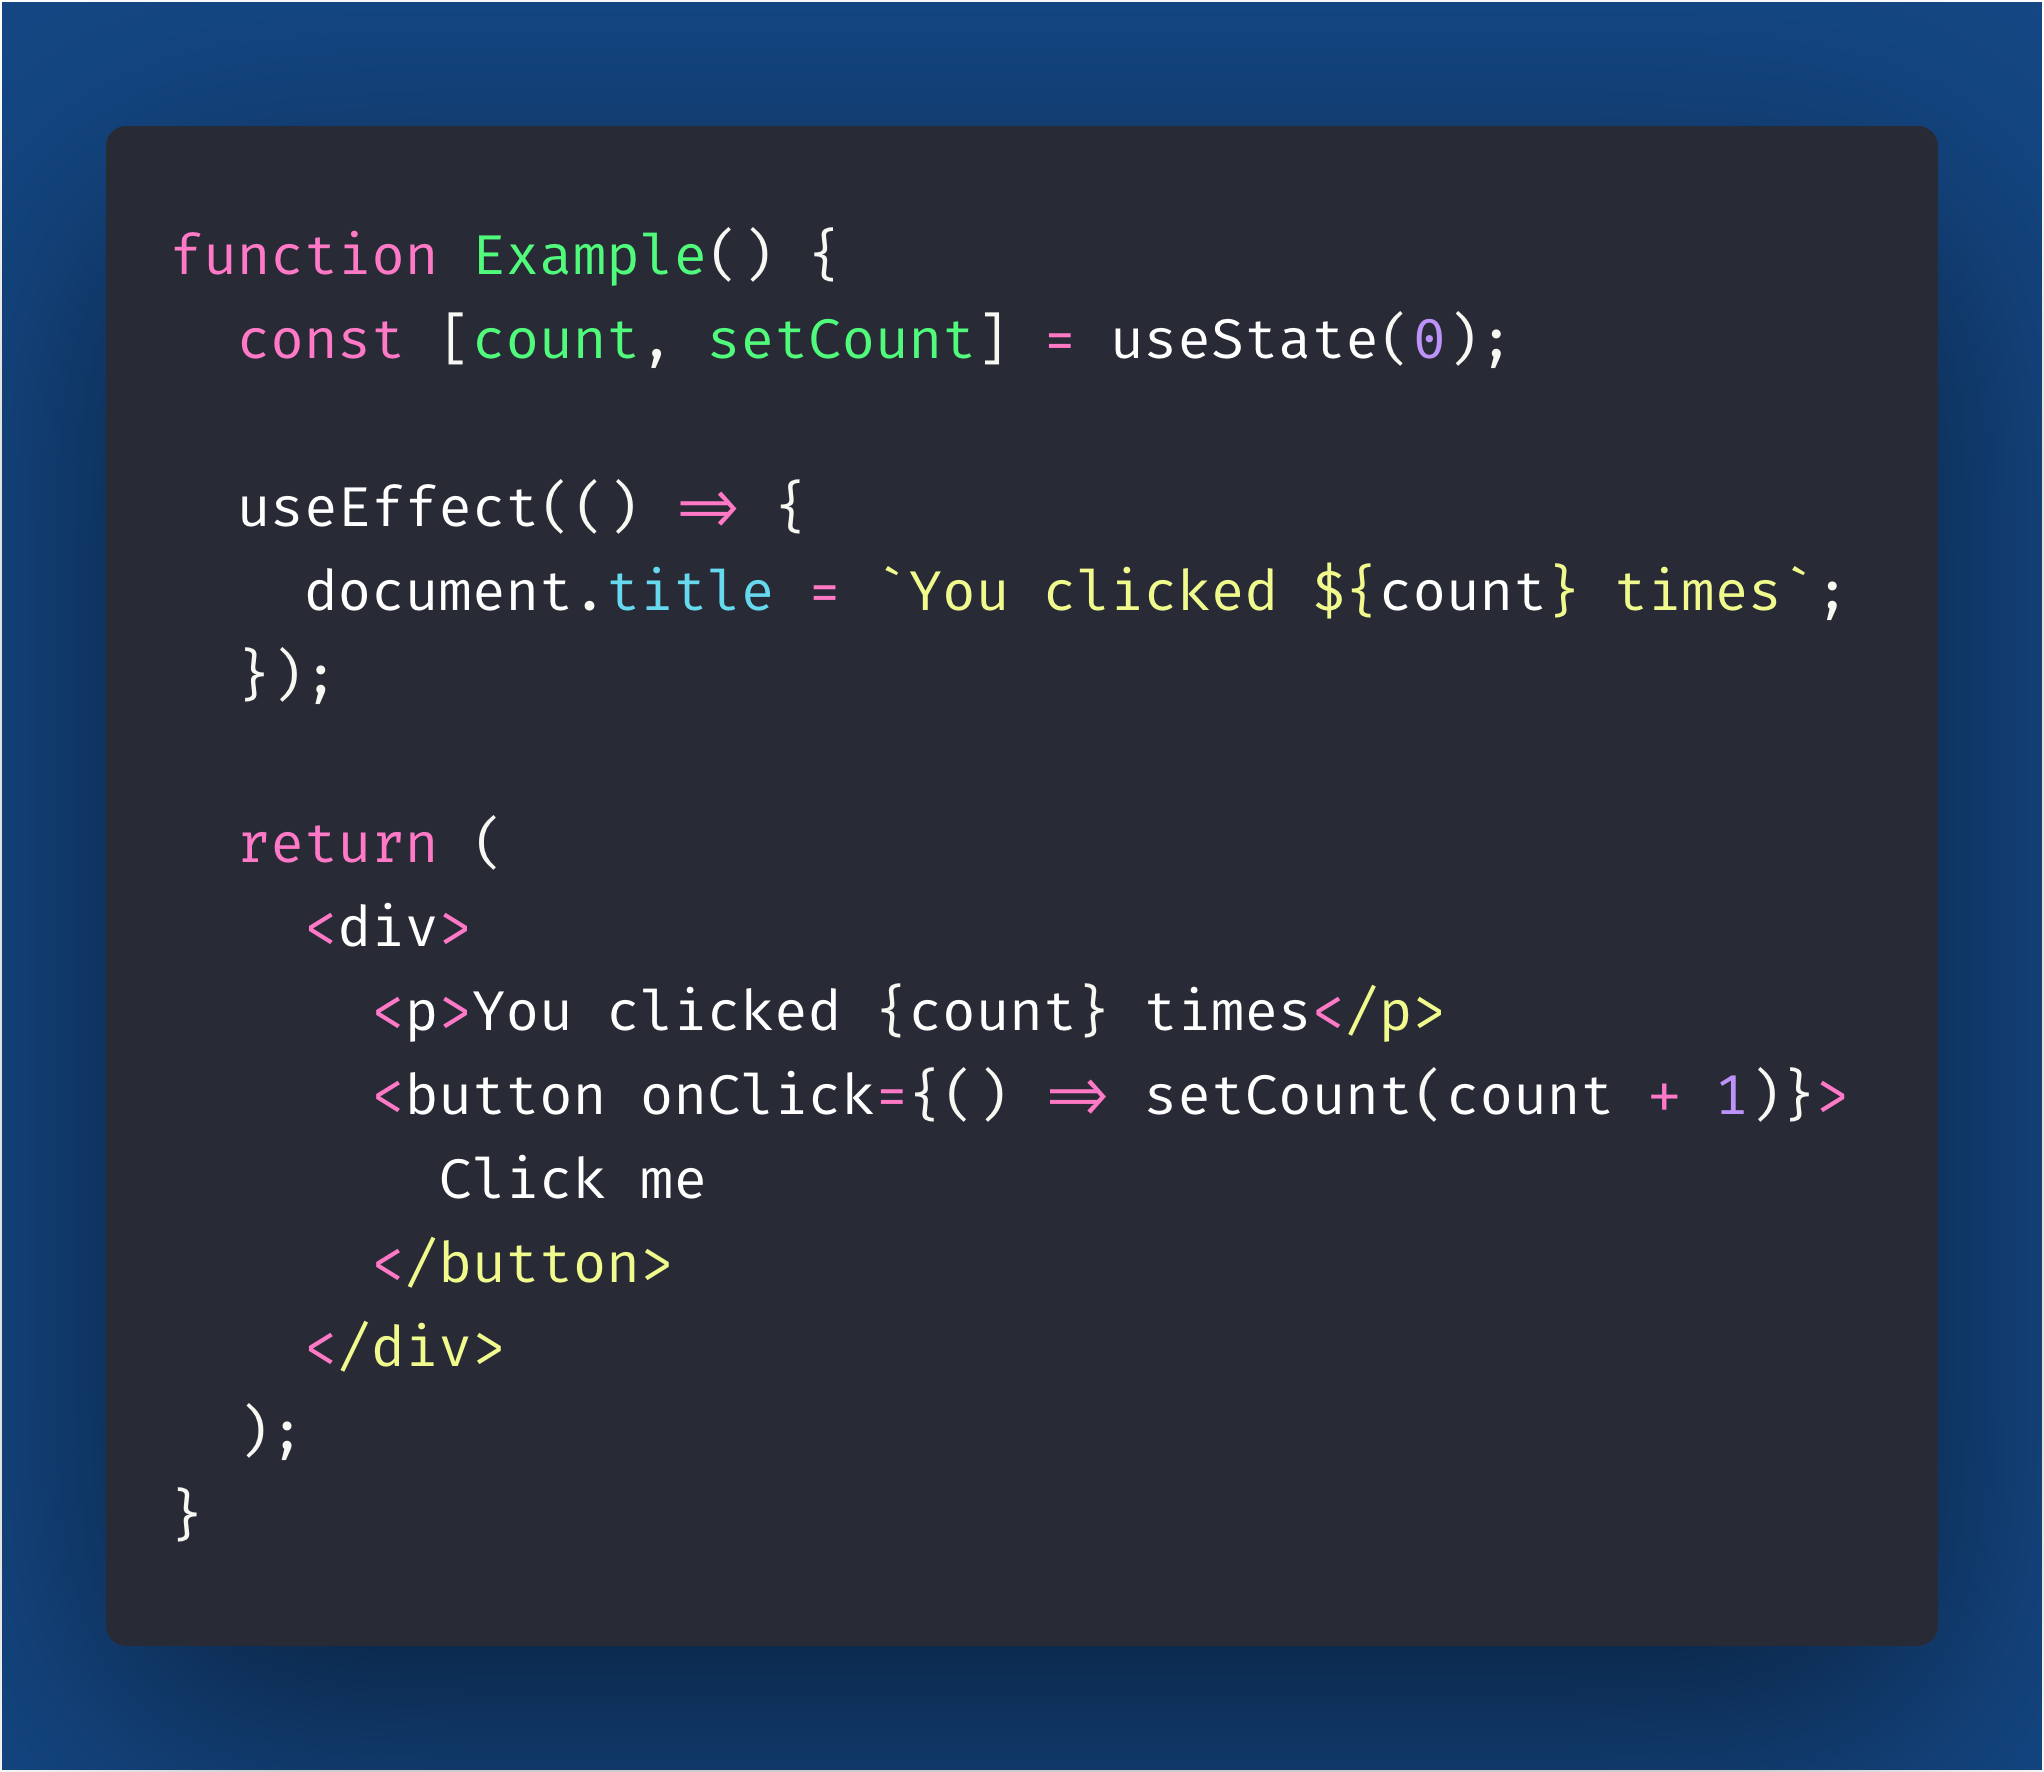 function Example() {
  const [count, setCount] = useState(0);

  useEffect(() => {
    document.title = `You clicked ${count} times`;
  });

  return (
    <div>
      <p>You clicked {count} times</p>
      <button onClick={() => setCount(count + 1)}>
        Click me
      </button>
    </div>
  );
}